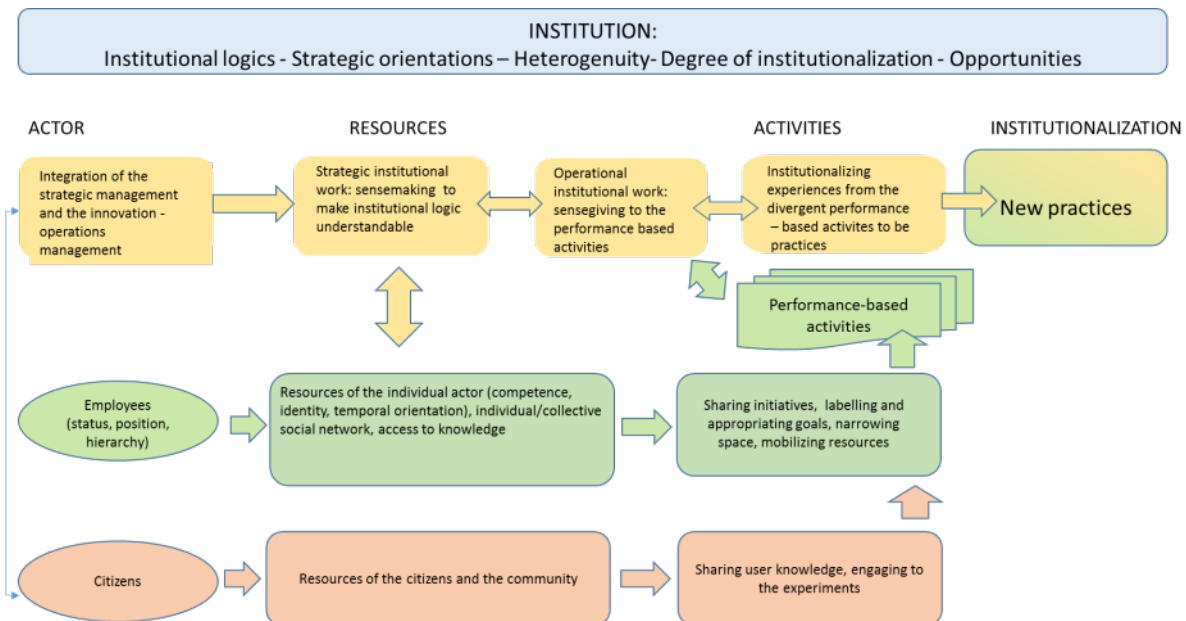 INSTITUTION:
Institutional logics - Strategic orientations – Heterogenuity- Degree of institutionalization - Opportunities
ACTOR
RESOURCES
ACTIVITIES
INSTITUTIONALIZATION
Integration of the
strategic management
and the innovation -
operations
management
Strategic institutional
work: sensemaking to
make institutional logic
understandable
Operational
institutional work:
sensegiving to the
performance based
activities
Institutionalizing
experiences from the
divergent performance
– based activites to be
practices
New practices
Performance-based
activities
Employees
(status, position,
hierarchy)
Resources of the individual actor (competence,
identity, temporal orientation), individual/collective
social network, access to knowledge
Sharing initiatives, labelling and
appropriating goals, narrowing
space, mobilizing resources
Citizens
Resources of the citizens and the community
Sharing user knowledge, engaging to
the experiments